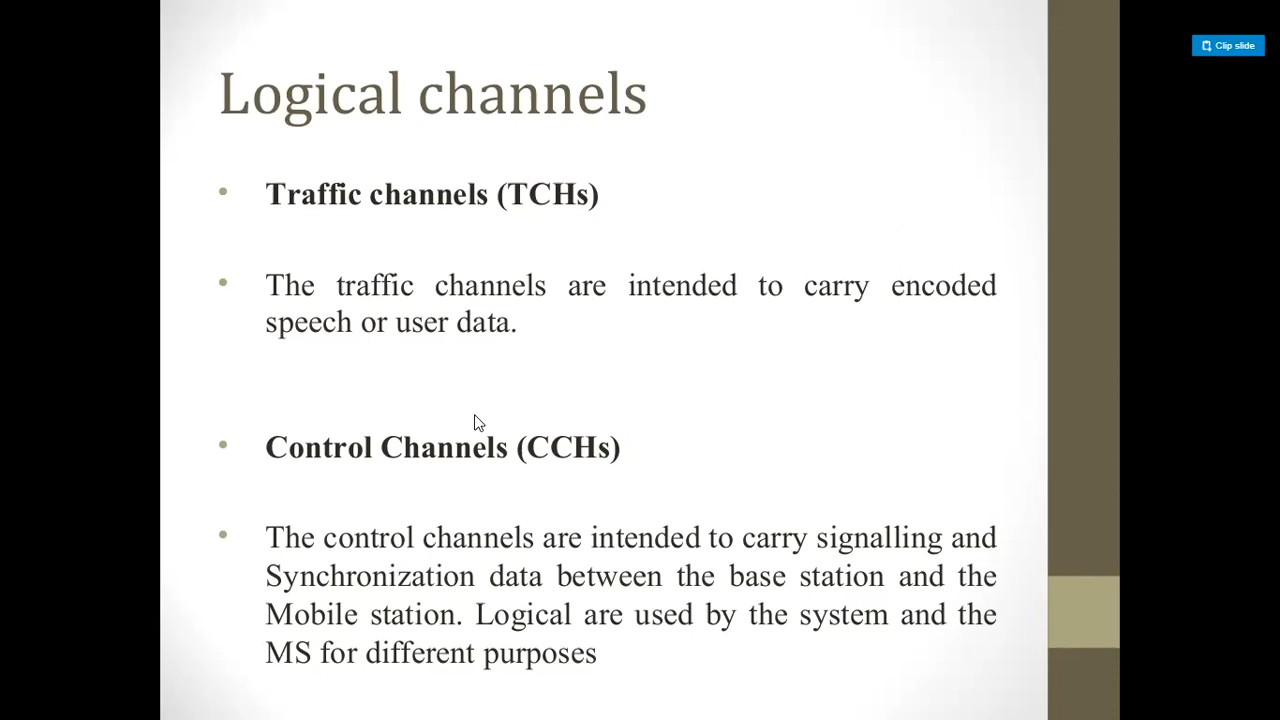 Clip slide
Logical channels
• Traffic channels (TCHs)
• The traffic channels are intended to carry encoded
speech or user data.
• Control Channels (CCHs)
• The control channels are intended to carry signalling and
Synchronization data between the base station and the
Mobile station. Logical are used by the system and the
MS for different purposes